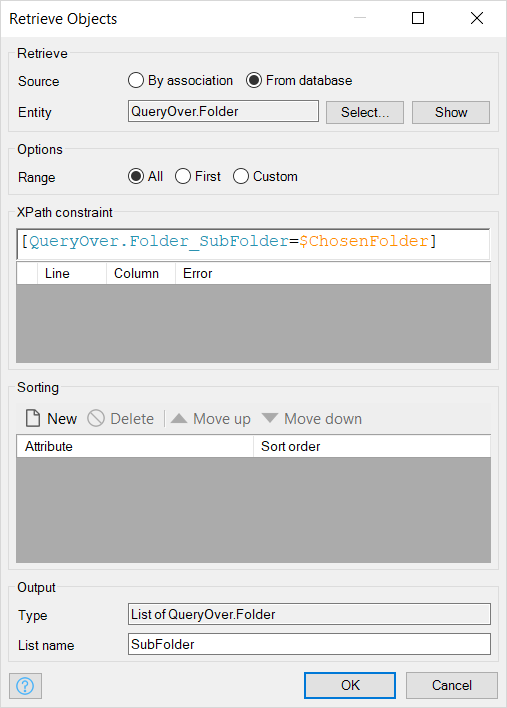 Retrieve Objects
Retrieve
Source By association From database
Entity QueryOver.Folder Select... Show
Options
Range All First Custom
XPath constraint
[QueryOver.Folder_SubFolder=$ChosenFolder]
Line Column Error
Sorting
New Delete Move up Move down
Attribute Sort order
Output
Type List of QueryOver.Folder
List name SubFolder
? OK Cancel